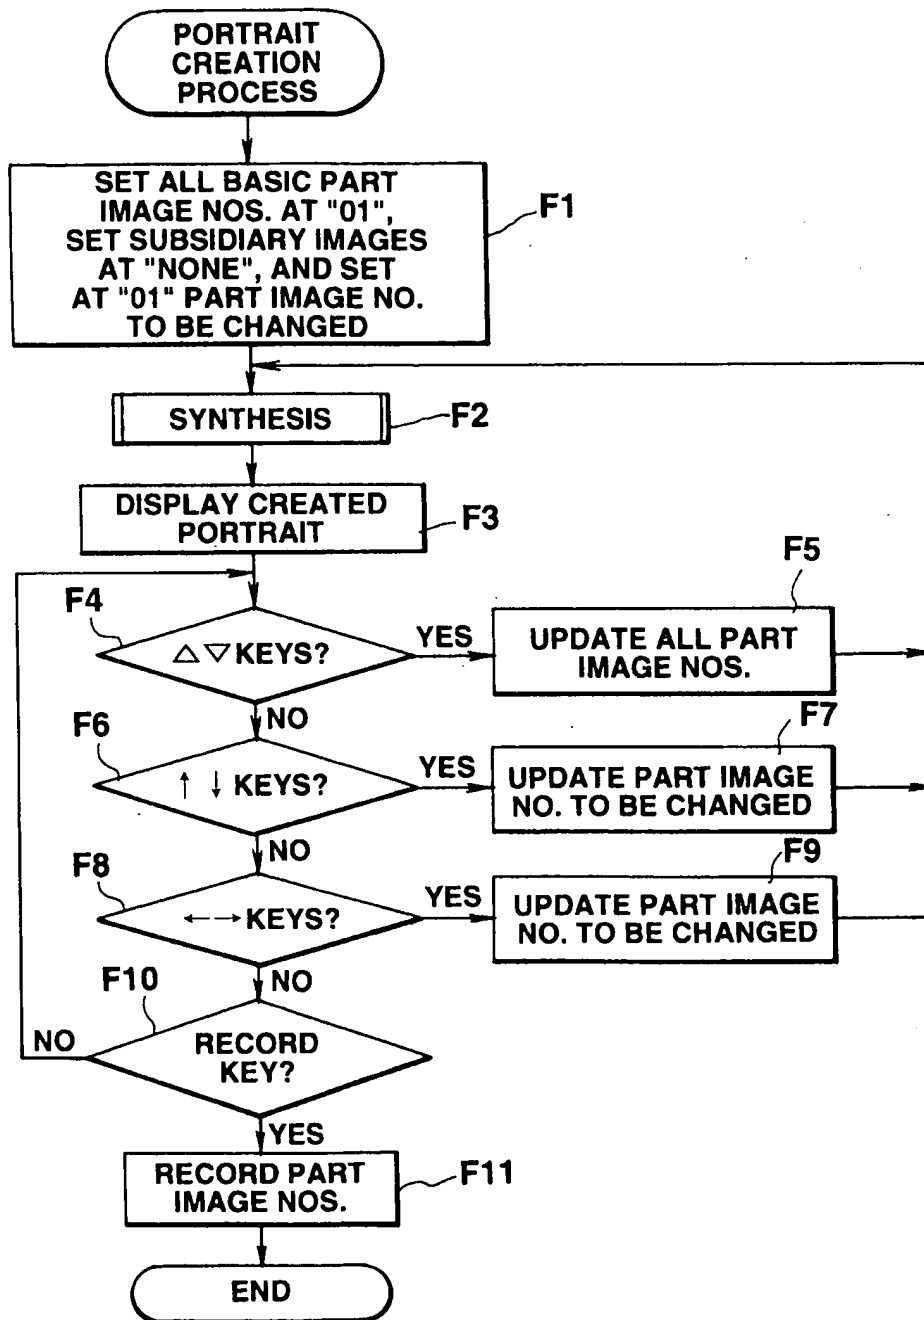 PORTRAIT
CREATION
PROCESS
SET ALL BASIC PART
IMAGE NOS. AT "01",
SET SUBSIDIARY IMAGES
AT "NONE", AND SET
AT "01" PART IMAGE NO.
TO BE CHANGED
F1
SYNTHESIS
F2
DISPLAY CREATED
PORTRAIT
F3
F4
△ ▽ KEYS?
YES
F5
UPDATE ALL PART
IMAGE NOS.
NO
F6
↑ ↓ KEYS?
YES
F7
UPDATE PART IMAGE
NO. TO BE CHANGED
NO
F8
←→ KEYS?
YES
F9
UPDATE PART IMAGE
NO. TO BE CHANGED
NO
F10
NO
RECORD
KEY?
YES
RECORD PART
IMAGE NOS.
F11
END